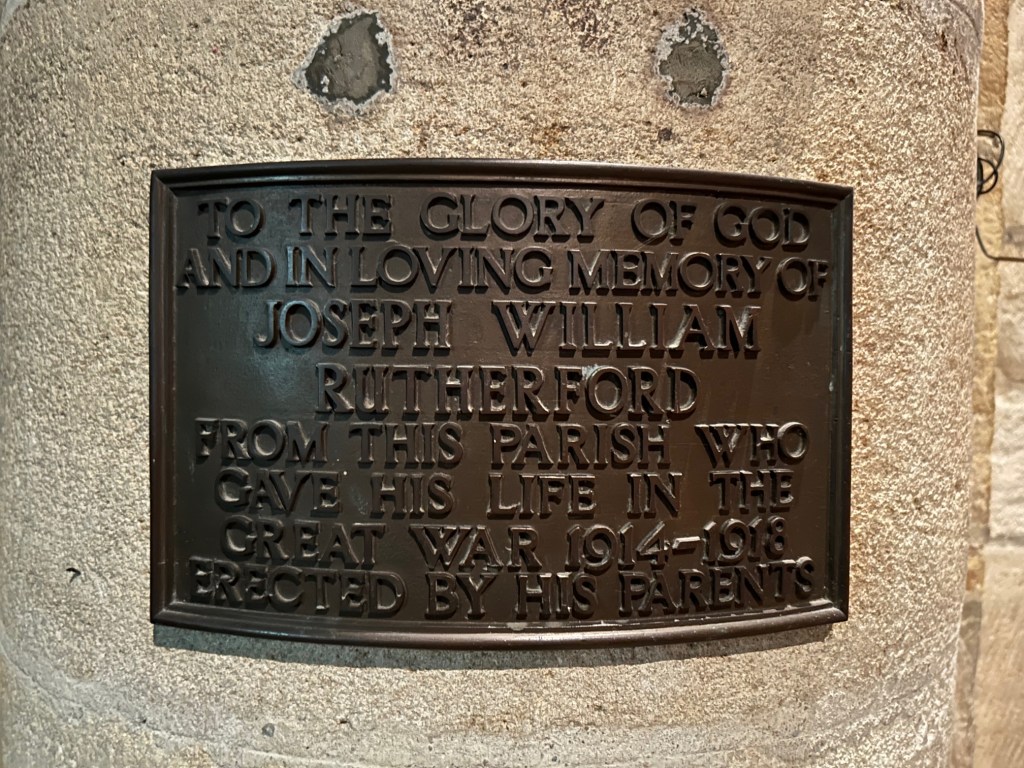 TO THE GLORY OF GOD
AND IN LOVING MEMORY OF
JOSEPH WILLIAM
RUTHERFORD
FROM THIS PARISH WHO
GAVE HIS LIFE IN THE
GREAT WAR 1914-1918
ERECTED BY HIS PARENTS